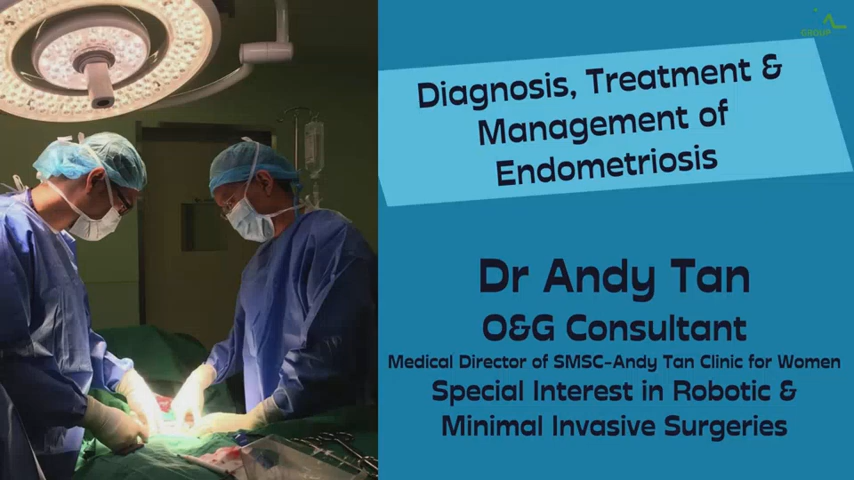 GROUP
Diagnosis, Treatment &
Management of
Endometriosis
Dr Andy Tan
O&G Consultant
Medical Director of SMSC-Andy Tan Clinic for Women
Special Interest in Robotic &
Minimal Invasive Surgeries